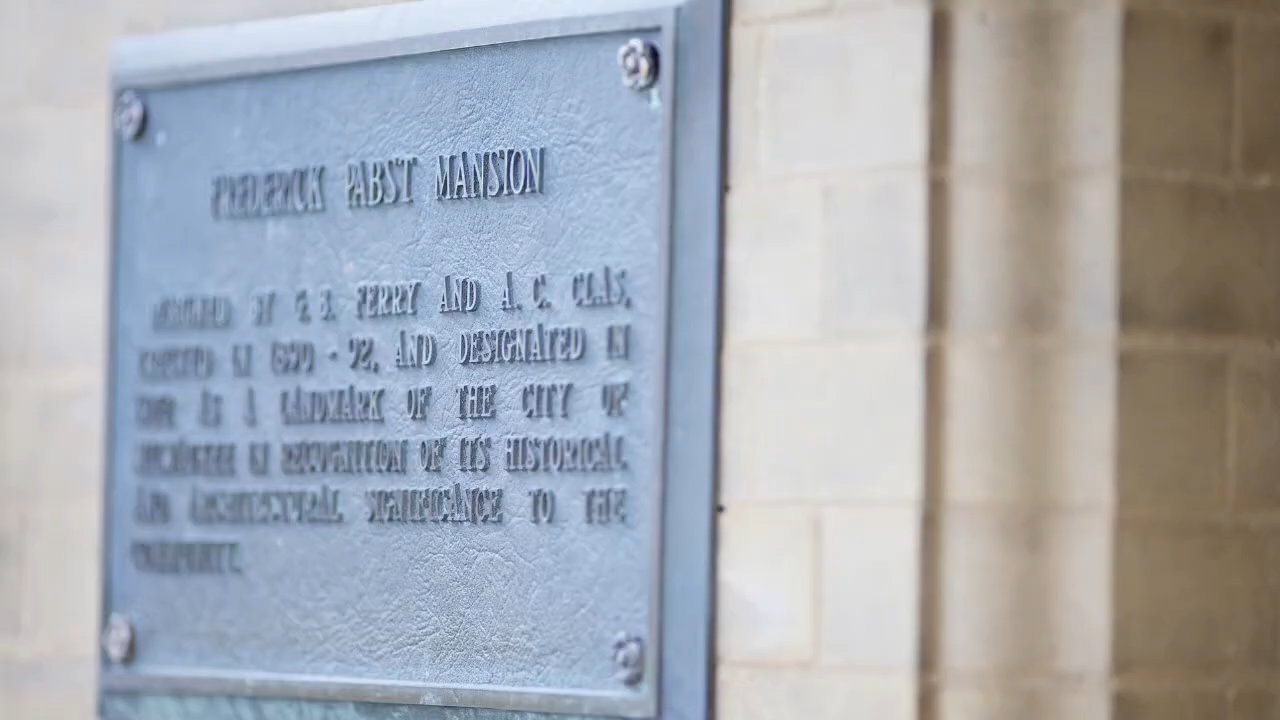 FREDERICK PABST MANSION
DESIGNED BY G. B. FERRY AND A. C. CLAS,
ERECTED IN 1890 - 92, AND DESIGNATED IN
AS A LANDMARK OF THE CITY OF
MILWAUKEE IN RECOGNITION OF ITS HISTORICAL
AND ARCHITECTURAL SIGNIFICANCE TO THE
COMMUNITY.